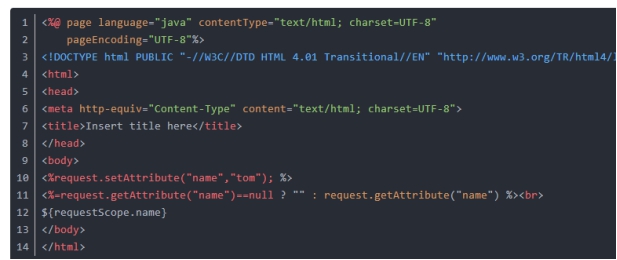 1 <%@ page language="java" contentType="text/html; charset=UTF-8"
2 pageEncoding="UTF-8"%>
3 <!DOCTYPE html PUBLIC "-//W3C//DTD HTML 4.01 Transitional//EN" "http://www.w3.org/TR/html4/
4 <html>
5 <head>
6 <meta http-equiv="Content-Type" content="text/html; charset=UTF-8">
7 <title>Insert title here</title>
8 </head>
9 <body>
10 <%request.setAttribute("name","tom"); %>
11 <%=request.getAttribute("name")==null ? "" : request.getAttribute("name") %><br>
12 ${requestScope.name}
13 </body>
14 </html>